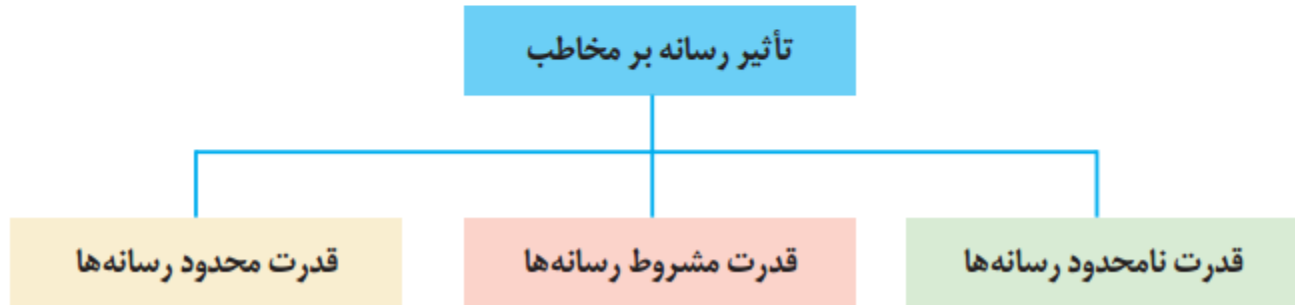 تأثیر رسانه بر مخاطب
قدرت نامحدود رسانه‌ها
قدرت مشروط رسانه‌ها
قدرت محدود رسانه‌ها